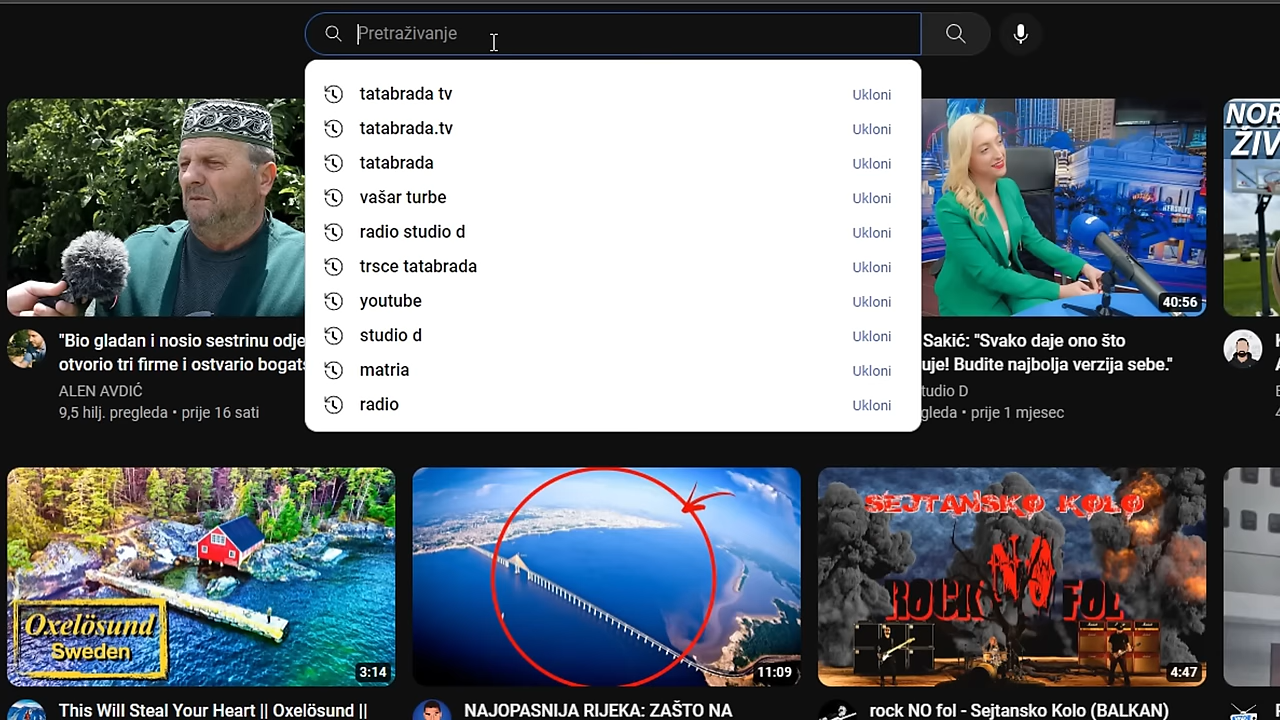 Pretraživanje
tatabrada tv Ukloni
tatabrada.tv Ukloni
tatabrada Ukloni
vašar turbe Ukloni
radio studio d Ukloni
trsce tatabrada Ukloni
youtube Ukloni
studio d Ukloni
matria Ukloni
radio Ukloni
40:56
NOR
ŽIV
"Bio gladan i nosio sestrinu odje
otvorio tri firme i ostvario bogats
ALEN AVDIĆ
9,5 hilj. pregleda • prije 16 sati
Sakić: "Svako daje ono što
uje! Budite najbolja verzija sebe."
tudio D
gleda • prije 1 mjesec
Oxelösund
Sweden
3:14
11:09
SEJTANSKO KOLO
ROCK NO FOL
4:47
This Will Steal Your Heart || Oxelösund ||
NAJOPASNIJA RIJEKA: ZAŠTO NA
rock NO fol - Sejtansko Kolo (BALKAN)